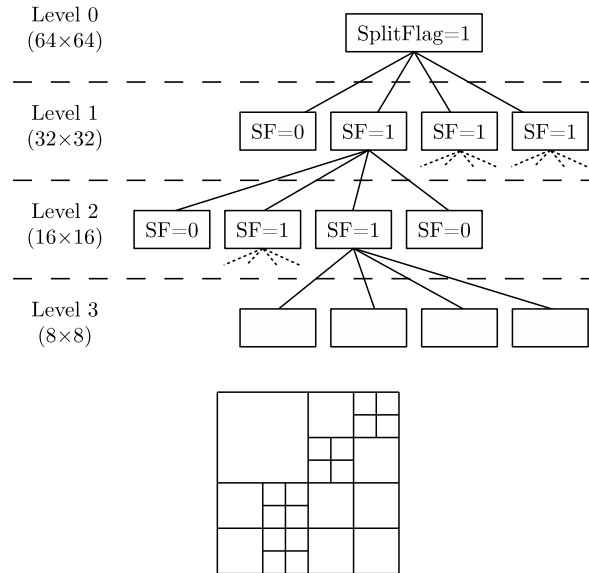 Level 0
(64×64)
SplitFlag=1
Level 1
(32×32)
SF=0
SF=1
SF=1
SF=1
Level 2
(16×16)
SF=0
SF=1
SF=1
SF=0
Level 3
(8×8)